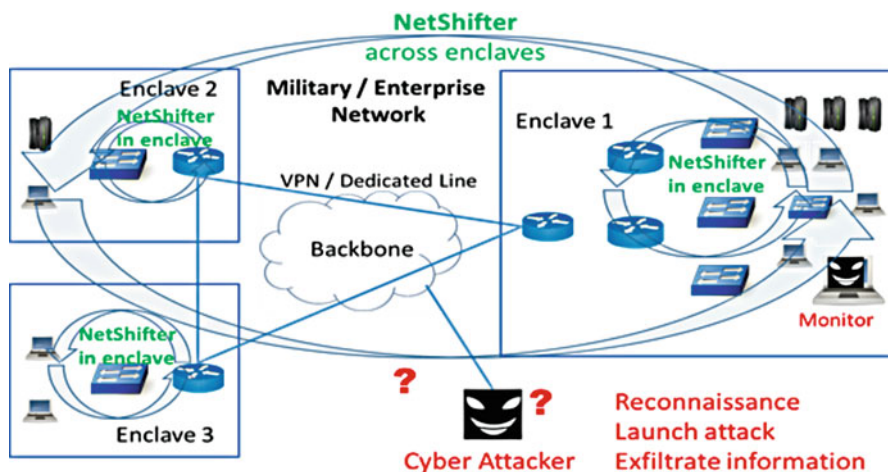 NetShifter
across enclaves
Enclave 2
NetShifter
in enclave
Military / Enterprise
Network
Enclave 1
NetShifter
in enclave
VPN / Dedicated Line
Backbone
Monitor
NetShifter
in enclave
Enclave 3
?
?
Cyber Attacker
Reconnaissance
Launch attack
Exfiltrate information